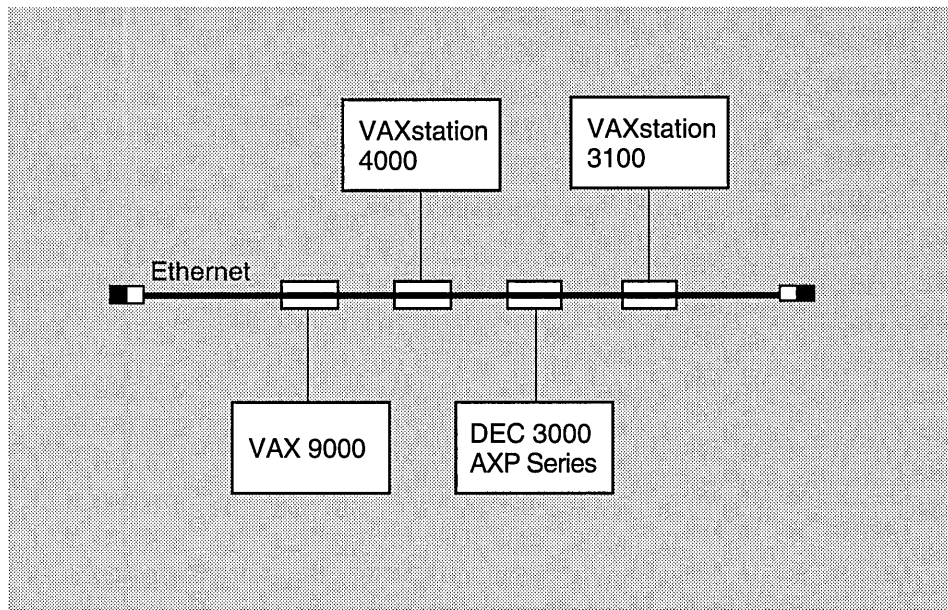 VAXstation
4000
VAXstation
3100
Ethernet
VAX 9000
DEC 3000
AXP Series